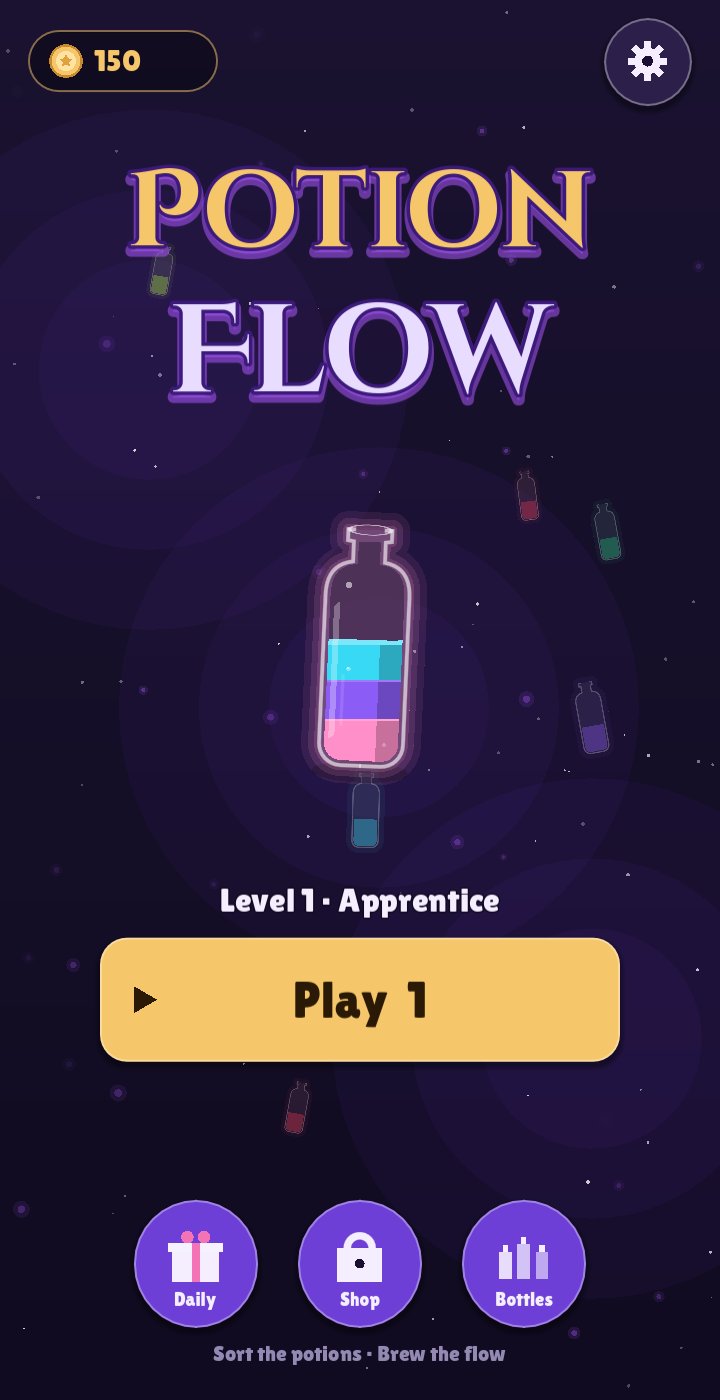 150
POTION
FLOW
Level 1 · Apprentice
Play 1
Daily
Shop
Bottles
Sort the potions · Brew the flow